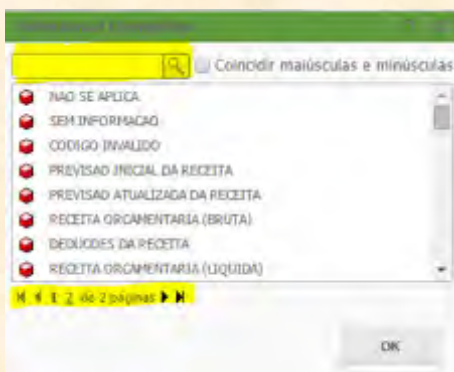 Coincidir maiúsculas e minúsculas
NAO SE APLICA
SEM INFORMACAO
CODIGO INVALIDO
PREVISAO INICIAL DA RECEITA
PREVISAO ATUALIZADA DA RECEITA
RECEITA ORCAMENTARIA (BRUTA)
DEDUCOES DA RECEITA
RECEITA ORCAMENTARIA (LIQUIDA)
1 2 de 2 páginas
OK